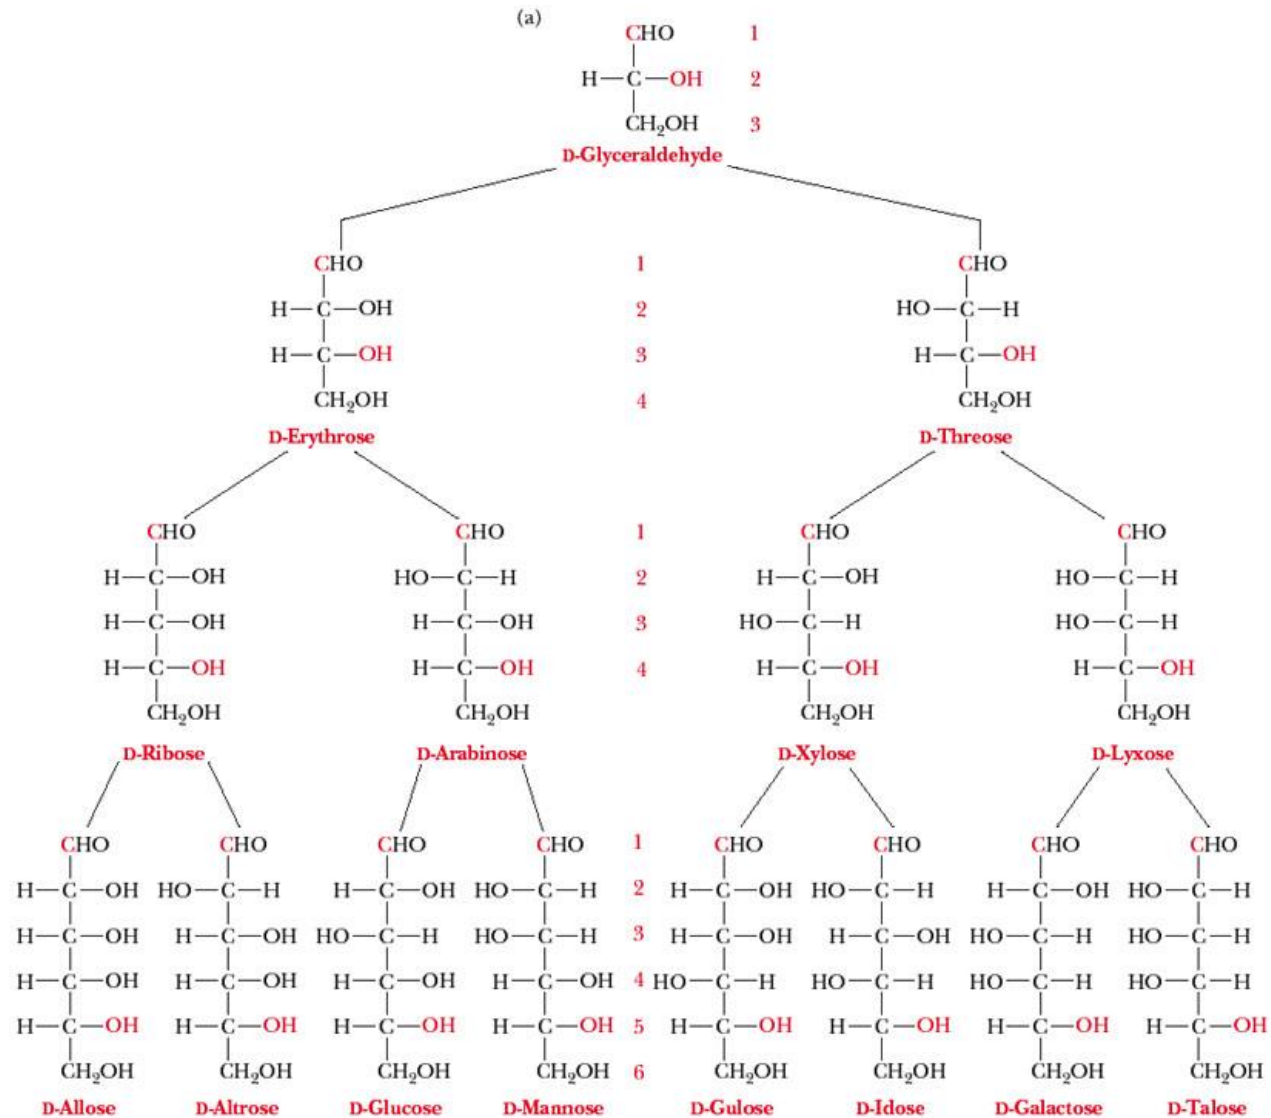 (a)
CHO 1
H—C—OH 2
CH₂OH 3
D-Glyceraldehyde
CHO 1 CHO
H—C—OH 2 HO—C—H
H—C—OH 3 H—C—OH
CH₂OH 4 CH₂OH
D-Erythrose D-Threose
CHO CHO 1 CHO CHO
H—C—OH HO—C—H 2 H—C—OH HO—C—H
H—C—OH H—C—OH 3 HO—C—H HO—C—H
H—C—OH H—C—OH 4 H—C—OH H—C—OH
CH₂OH CH₂OH CH₂OH CH₂OH
D-Ribose D-Arabinose D-Xylose D-Lyxose
CHO CHO CHO CHO 1 CHO CHO CHO CHO
H—C—OH HO—C—H H—C—OH HO—C—H 2 H—C—OH HO—C—H H—C—OH HO—C—H
H—C—OH H—C—OH HO—C—H HO—C—H 3 H—C—OH H—C—OH HO—C—H HO—C—H
H—C—OH H—C—OH H—C—OH H—C—OH 4 HO—C—H HO—C—H HO—C—H HO—C—H
H—C—OH H—C—OH H—C—OH H—C—OH 5 H—C—OH H—C—OH H—C—OH H—C—OH
CH₂OH CH₂OH CH₂OH CH₂OH 6 CH₂OH CH₂OH CH₂OH CH₂OH
D-Allose D-Altrose D-Glucose D-Mannose D-Gulose D-Idose D-Galactose D-Talose